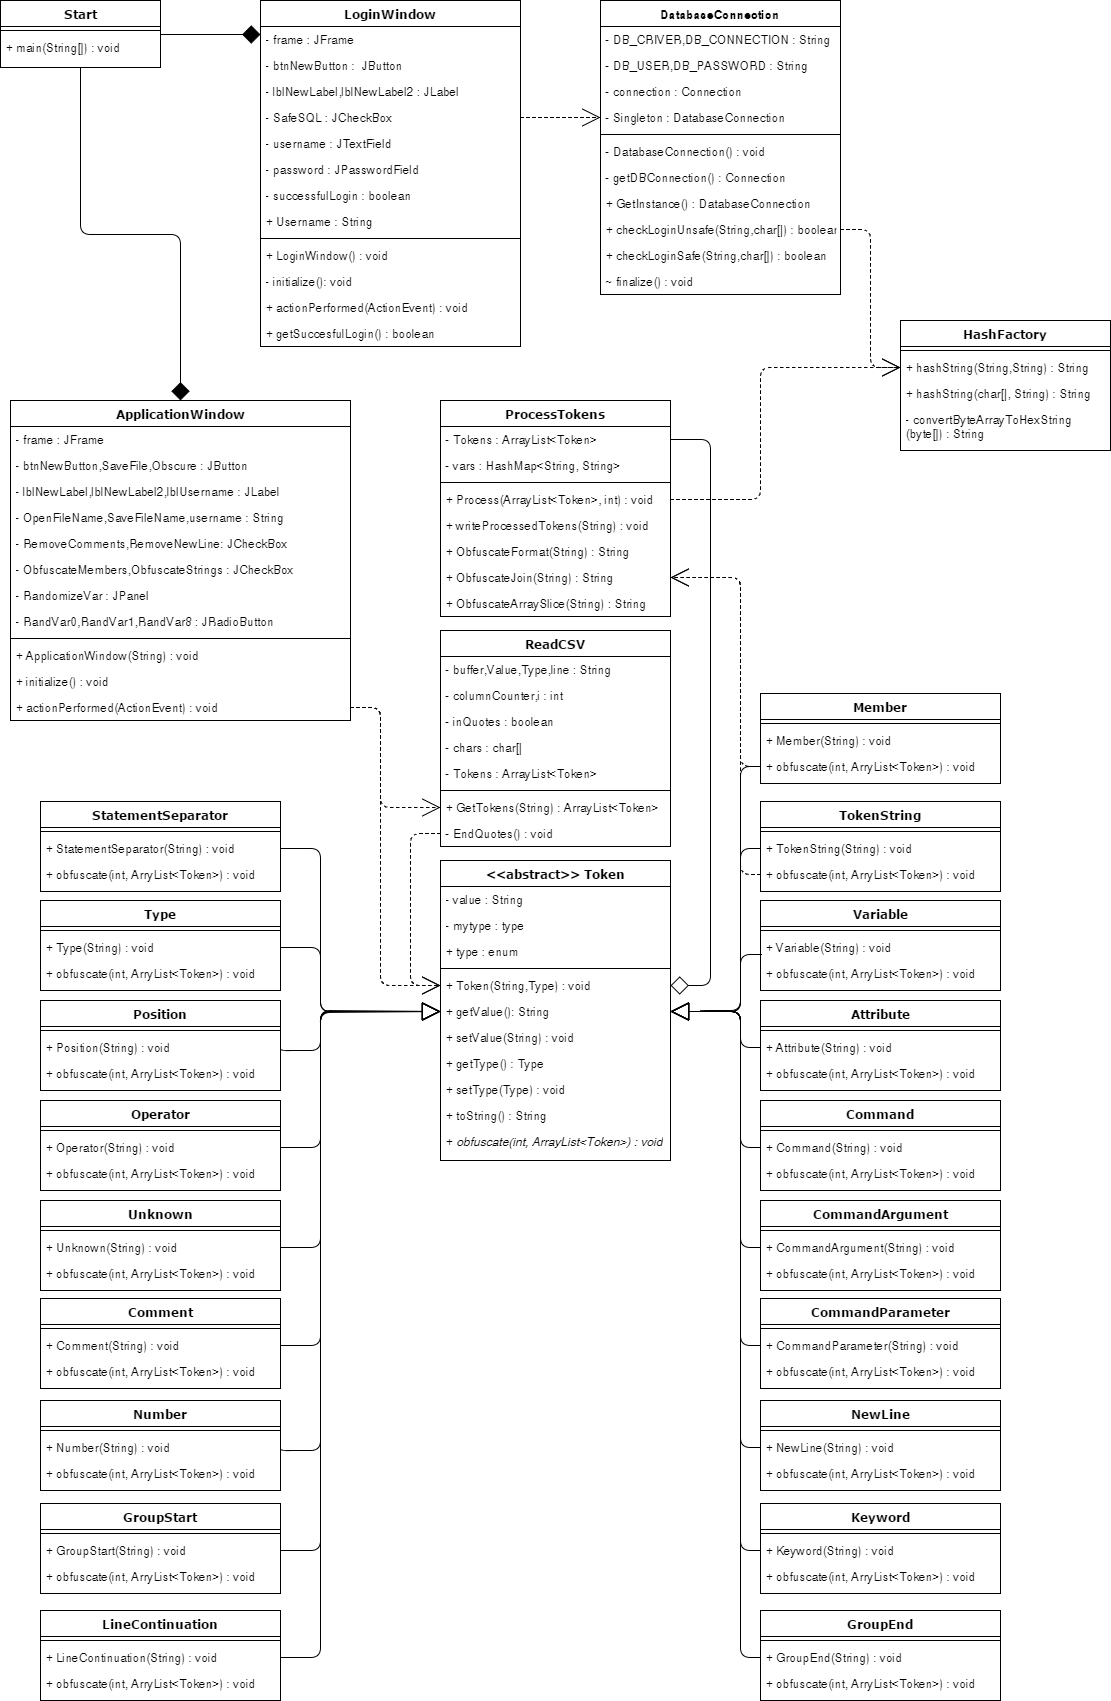 Start
+ main(String[]) : void
LoginWindow
- frame : JFrame
- btnNewButton : JButton
- lblNewLabel,lblNewLabel2 : JLabel
- SafeSQL : JCheckBox
- username : JTextField
- password : JPasswordField
- successfulLogin : boolean
+ Username : String
+ LoginWindow() : void
- initialize(): void
+ actionPerformed(ActionEvent) : void
+ getSuccesfulLogin() : boolean
DatabaseConnection
- DB_CRIVER,DB_CONNECTION : String
- DB_USER,DB_PASSWORD : String
- connection : Connection
- Singleton : DatabaseConnection
- DatabaseConnection() : void
- getDBConnection() : Connection
+ GetInstance() : DatabaseConnection
+ checkLoginUnsafe(String,char[]) : boolean
+ checkLoginSafe(String,char[]) : boolean
~ finalize() : void
HashFactory
+ hashString(String,String) : String
+ hashString(char[], String) : String
- convertByteArrayToHexString
(byte[]) : String
ApplicationWindow
- frame : JFrame
- btnNewButton,SaveFile,Obscure : JButton
- lblNewLabel,lblNewLabel2,lblUsername : JLabel
- OpenFileName,SaveFileName,username : String
- RemoveComments,RemoveNewLine: JCheckBox
- ObfuscateMembers,ObfuscateStrings : JCheckBox
- RandomizeVar : JPanel
- RandVar0,RandVar1,RandVar8 : JRadioButton
+ ApplicationWindow(String) : void
+ initialize() : void
+ actionPerformed(ActionEvent) : void
ProcessTokens
- Tokens : ArrayList<Token>
- vars : HashMap<String, String>
+ Process(ArrayList<Token>, int) : void
+ writeProcessedTokens(String) : void
+ ObfuscateFormat(String) : String
+ ObfuscateJoin(String) : String
+ ObfuscateArraySlice(String) : String
ReadCSV
- buffer,Value,Type,line : String
- columnCounter,i : int
- inQuotes : boolean
- chars : char[]
- Tokens : ArrayList<Token>
+ GetTokens(String) : ArrayList<Token>
- EndQuotes() : void
<<abstract>> Token
- value : String
- mytype : type
+ type : enum
+ Token(String,Type) : void
+ getValue(): String
+ setValue(String) : void
+ getType() : Type
+ setType(Type) : void
+ toString() : String
+ obfuscate(int, ArrayList<Token>) : void
StatementSeparator
+ StatementSeparator(String) : void
+ obfuscate(int, ArryList<Token>) : void
Type
+ Type(String) : void
+ obfuscate(int, ArryList<Token>) : void
Position
+ Position(String) : void
+ obfuscate(int, ArryList<Token>) : void
Operator
+ Operator(String) : void
+ obfuscate(int, ArryList<Token>) : void
Unknown
+ Unknown(String) : void
+ obfuscate(int, ArryList<Token>) : void
Comment
+ Comment(String) : void
+ obfuscate(int, ArryList<Token>) : void
Number
+ Number(String) : void
+ obfuscate(int, ArryList<Token>) : void
GroupStart
+ GroupStart(String) : void
+ obfuscate(int, ArryList<Token>) : void
LineContinuation
+ LineContinuation(String) : void
+ obfuscate(int, ArryList<Token>) : void
Member
+ Member(String) : void
+ obfuscate(int, ArryList<Token>) : void
TokenString
+ TokenString(String) : void
+ obfuscate(int, ArryList<Token>) : void
Variable
+ Variable(String) : void
+ obfuscate(int, ArryList<Token>) : void
Attribute
+ Attribute(String) : void
+ obfuscate(int, ArryList<Token>) : void
Command
+ Command(String) : void
+ obfuscate(int, ArryList<Token>) : void
CommandArgument
+ CommandArgument(String) : void
+ obfuscate(int, ArryList<Token>) : void
CommandParameter
+ CommandParameter(String) : void
+ obfuscate(int, ArryList<Token>) : void
NewLine
+ NewLine(String) : void
+ obfuscate(int, ArryList<Token>) : void
Keyword
+ Keyword(String) : void
+ obfuscate(int, ArryList<Token>) : void
GroupEnd
+ GroupEnd(String) : void
+ obfuscate(int, ArryList<Token>) : void